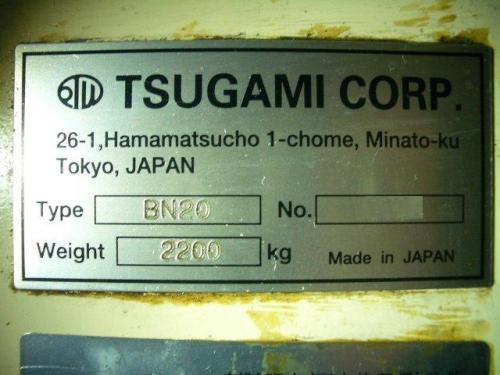 TSUGAMI CORP.
26-1,Hamamatsucho 1-chome, Minato-ku
Tokyo, JAPAN
Type BN20 No.
Weight 2200 kg Made in JAPAN